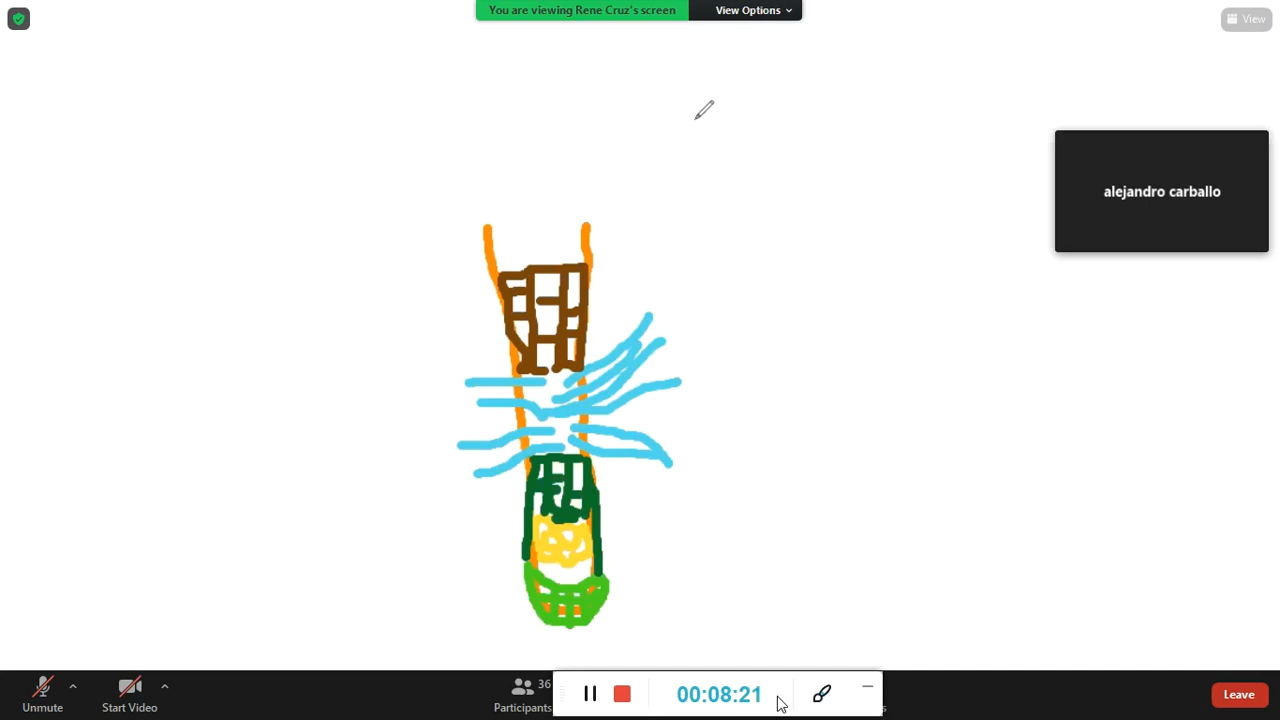 You are viewing Rene Cruz's screen
View Options
View
alejandro carballo
Unmute
Start Video
Participants
36
00:08:21
Leave